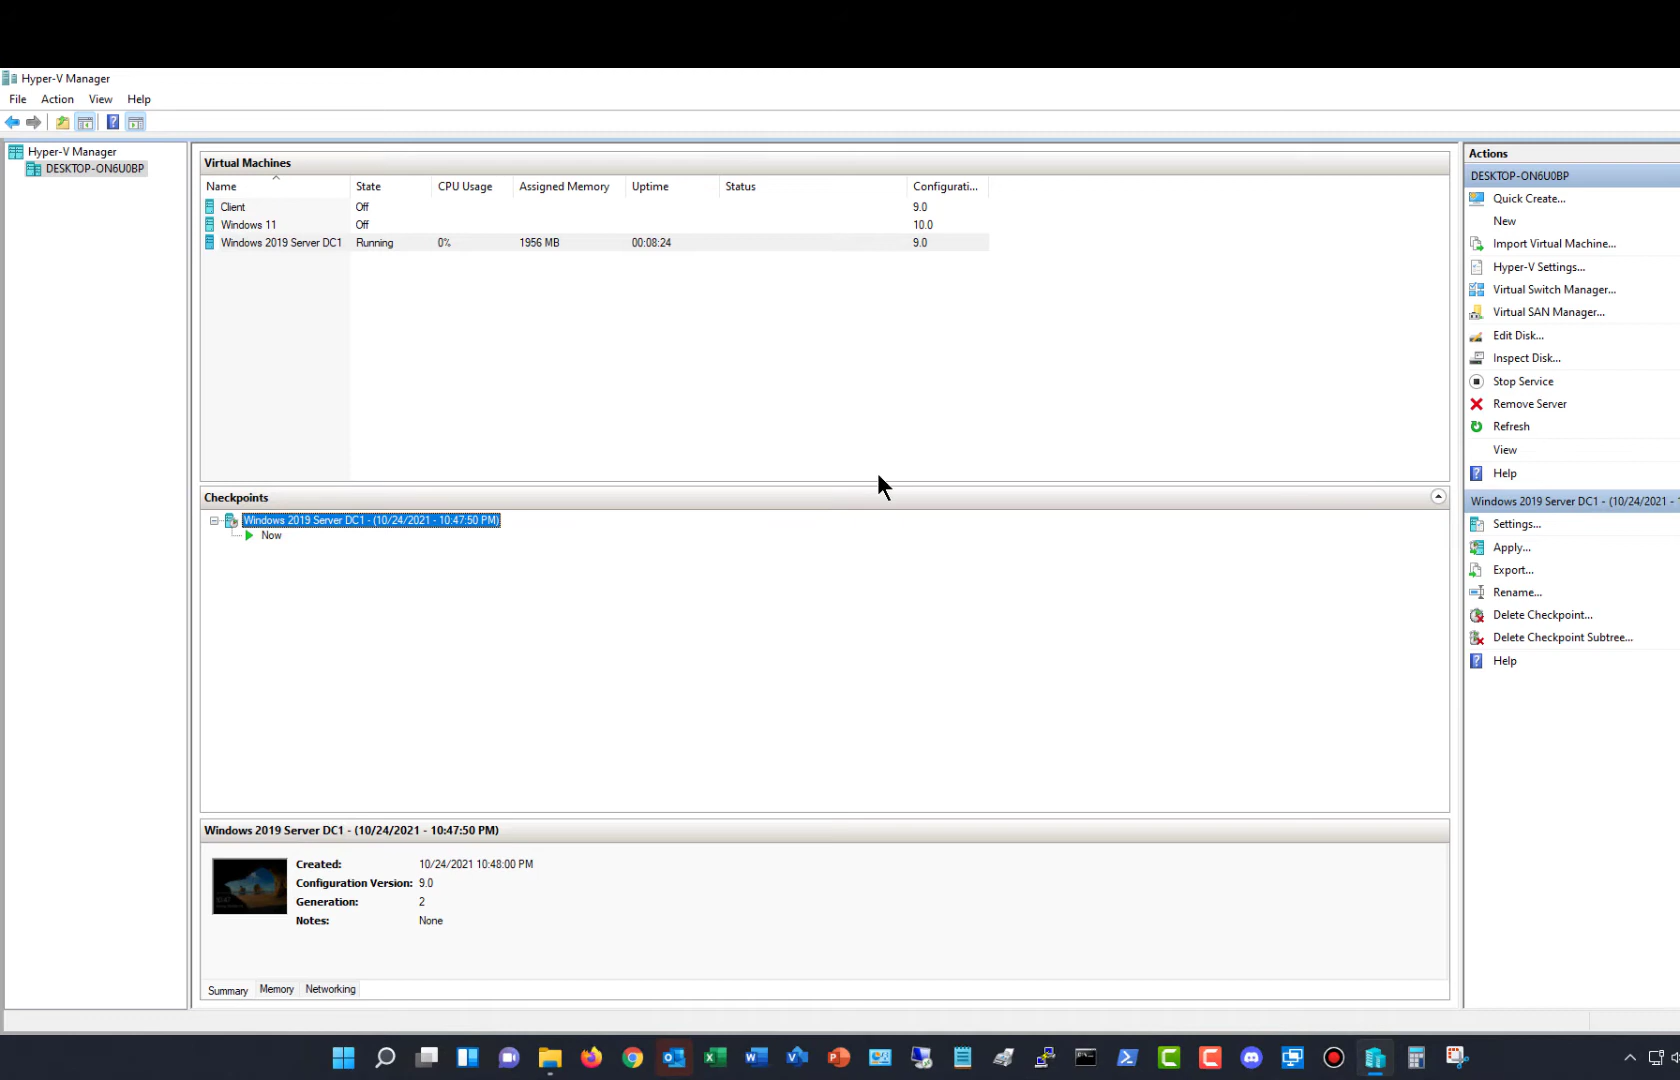 Hyper-V Manager
File Action View Help
Hyper-V Manager
DESKTOP-ON6U0BP
Virtual Machines
Name State CPU Usage Assigned Memory Uptime Status Configurati...
Client Off 9.0
Windows 11 Off 10.0
Windows 2019 Server DC1 Running 0% 1956 MB 00:08:24 9.0
Checkpoints
Windows 2019 Server DC1 - (10/24/2021 - 10:47:50 PM)
Now
Windows 2019 Server DC1 - (10/24/2021 - 10:47:50 PM)
Created: 10/24/2021 10:48:00 PM
Configuration Version: 9.0
Generation: 2
Notes: None
Summary Memory Networking
Actions
DESKTOP-ON6U0BP
Quick Create...
New
Import Virtual Machine...
Hyper-V Settings...
Virtual Switch Manager...
Virtual SAN Manager...
Edit Disk...
Inspect Disk...
Stop Service
Remove Server
Refresh
View
Help
Windows 2019 Server DC1 - (10/24/2021 -
Settings...
Apply...
Export...
Rename...
Delete Checkpoint...
Delete Checkpoint Subtree...
Help